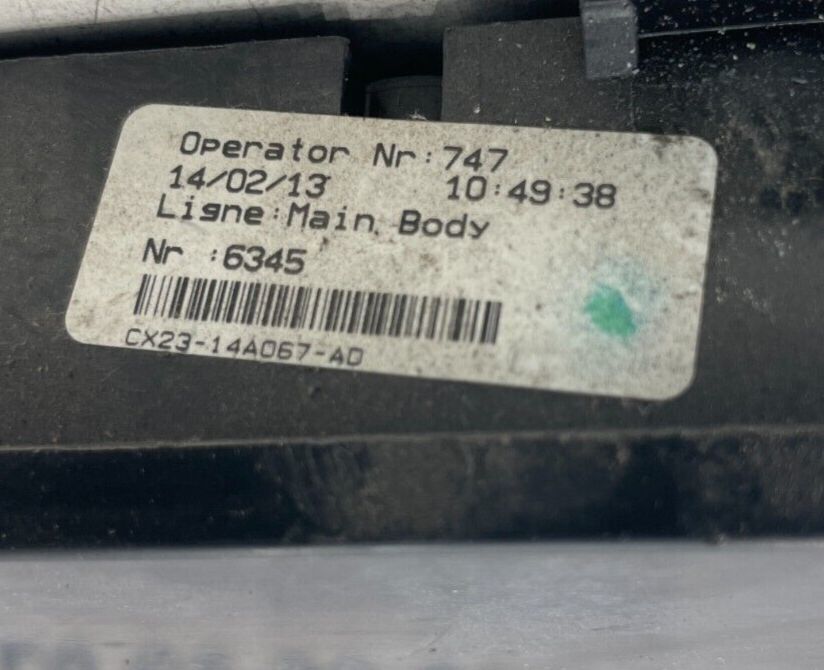 Operator Nr:747
14/02/13 10:49:38
Ligne:Main Body
Nr :6345
CX23-14A067-AD